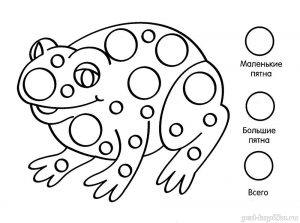 Маленькие
пятна
Большие
пятна
Всего